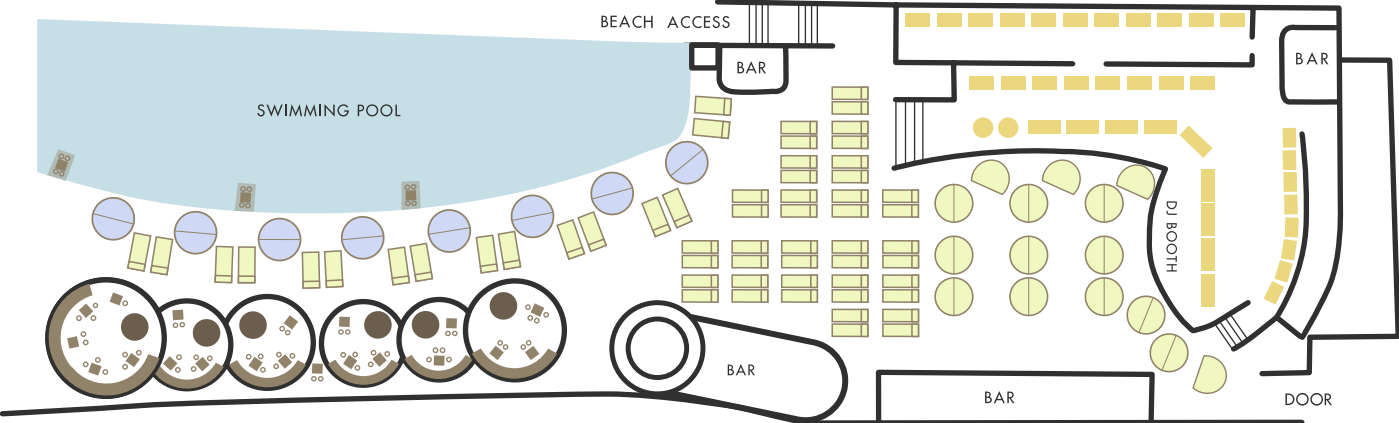 BEACH ACCESS
BAR
BAR
SWIMMING POOL
DJ BOOTH
BAR
BAR
DOOR